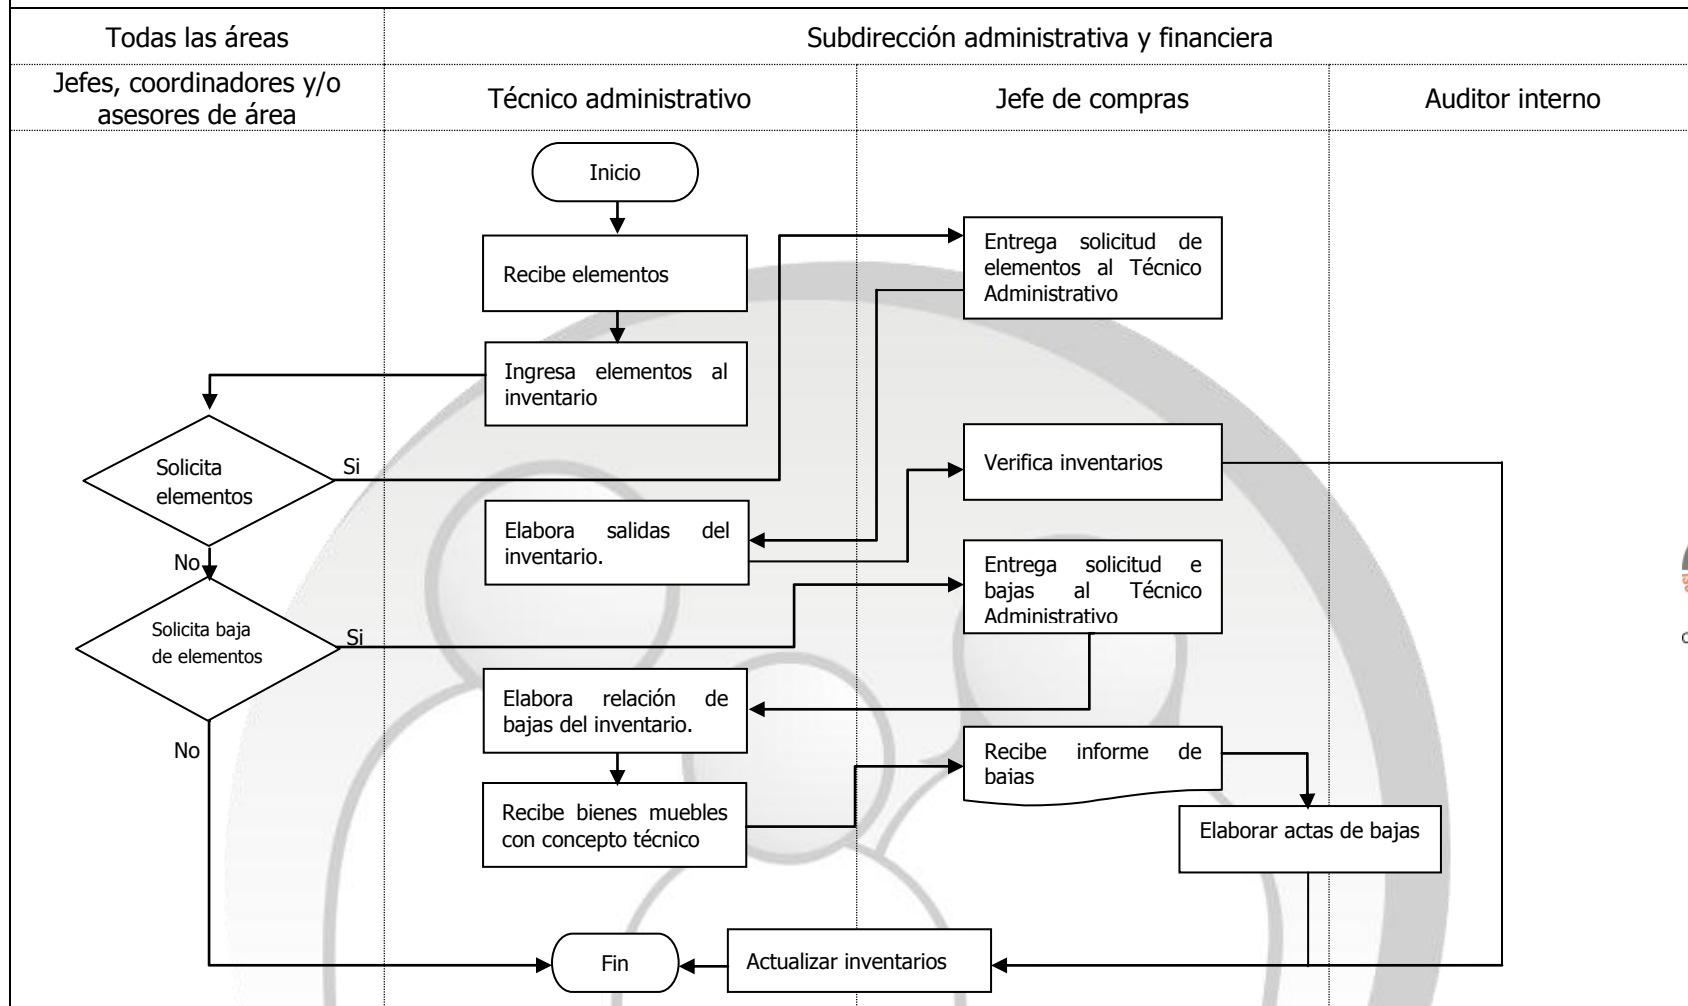 Todas las áreas
Subdirección administrativa y financiera
Jefes, coordinadores y/o
asesores de área
Técnico administrativo
Jefe de compras
Auditor interno
Inicio
Recibe elementos
Entrega solicitud de
elementos al Técnico
Administrativo
Ingresa elementos al
inventario
Solicita
elementos
Si
No
Verifica inventarios
Elabora salidas del
inventario.
Entrega solicitud e
bajas al Técnico
Administrativo
Solicita baja
de elementos
Si
No
Elabora relación de
bajas del inventario.
Recibe informe de
bajas
Recibe bienes muebles
con concepto técnico
Elaborar actas de bajas
Fin
Actualizar inventarios